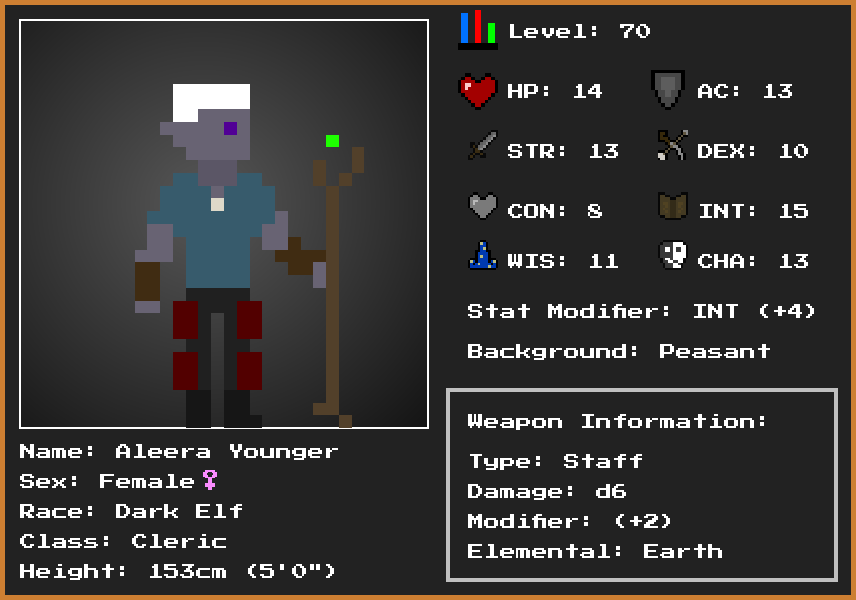 Level: 70
HP: 14 AC: 13
STR: 13 DEX: 10
CON: 8 INT: 15
WIS: 11 CHA: 13
Stat Modifier: INT (+4)
Background: Peasant
Weapon Information:
Type: Staff
Damage: d6
Modifier: (+2)
Elemental: Earth
Name: Aleera Younger
Sex: Female♀
Race: Dark Elf
Class: Cleric
Height: 153cm (5'0")